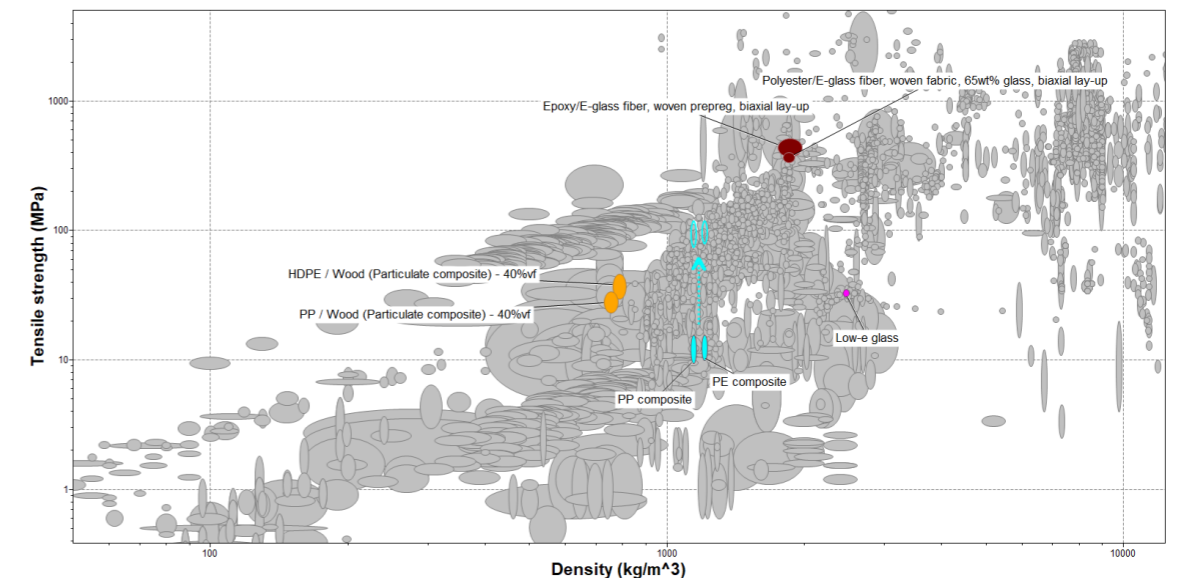 Polyester/E-glass fiber, woven fabric, 65wt% glass, biaxial lay-up
Epoxy/E-glass fiber, woven prepreg, biaxial lay-up
HDPE / Wood (Particulate composite) - 40%vf
PP / Wood (Particulate composite) - 40%vf
Low-e glass
PE composite
PP composite
Tensile strength (MPa)
1000
100
10
1
100
1000
10000
Density (kg/m^3)